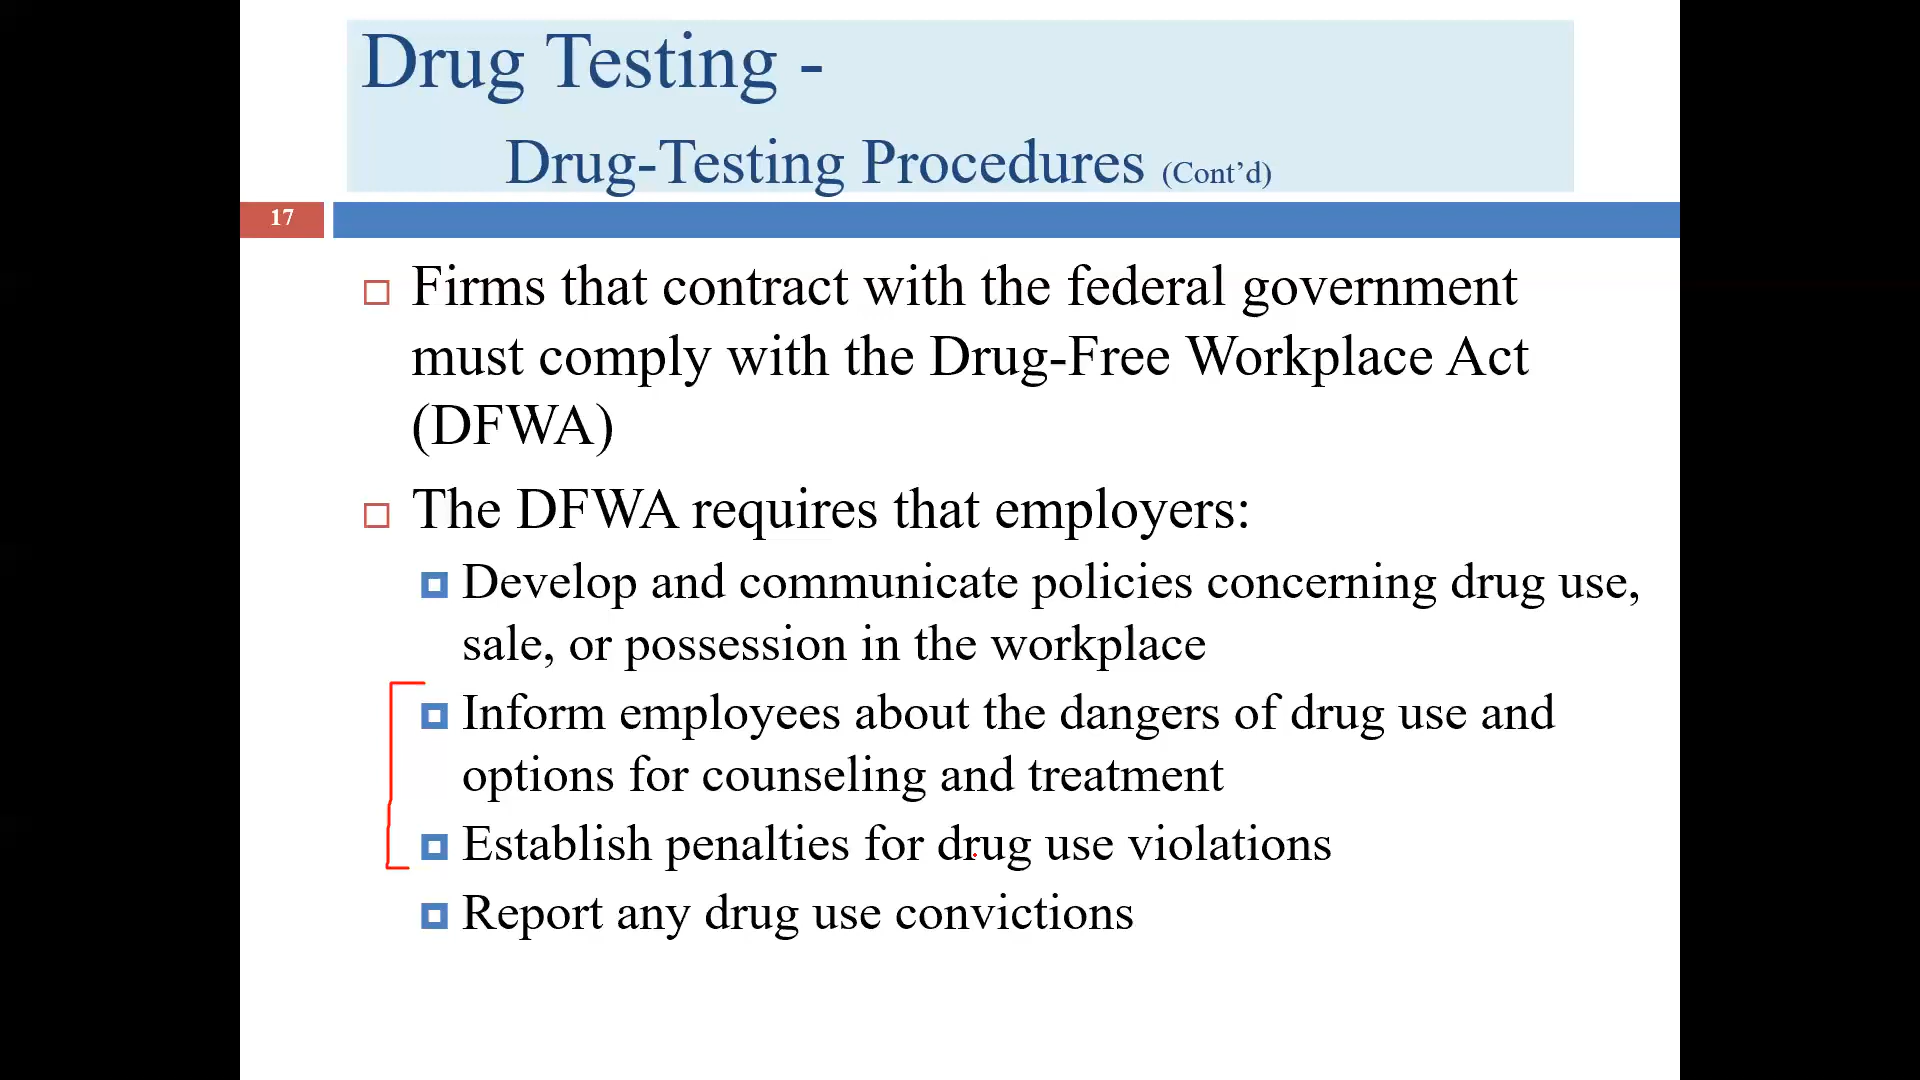 Drug Testing -
Drug-Testing Procedures (Cont’d)
17
Firms that contract with the federal government
must comply with the Drug-Free Workplace Act
(DFWA)
The DFWA requires that employers:
Develop and communicate policies concerning drug use,
sale, or possession in the workplace
Inform employees about the dangers of drug use and
options for counseling and treatment
Establish penalties for drug use violations
Report any drug use convictions